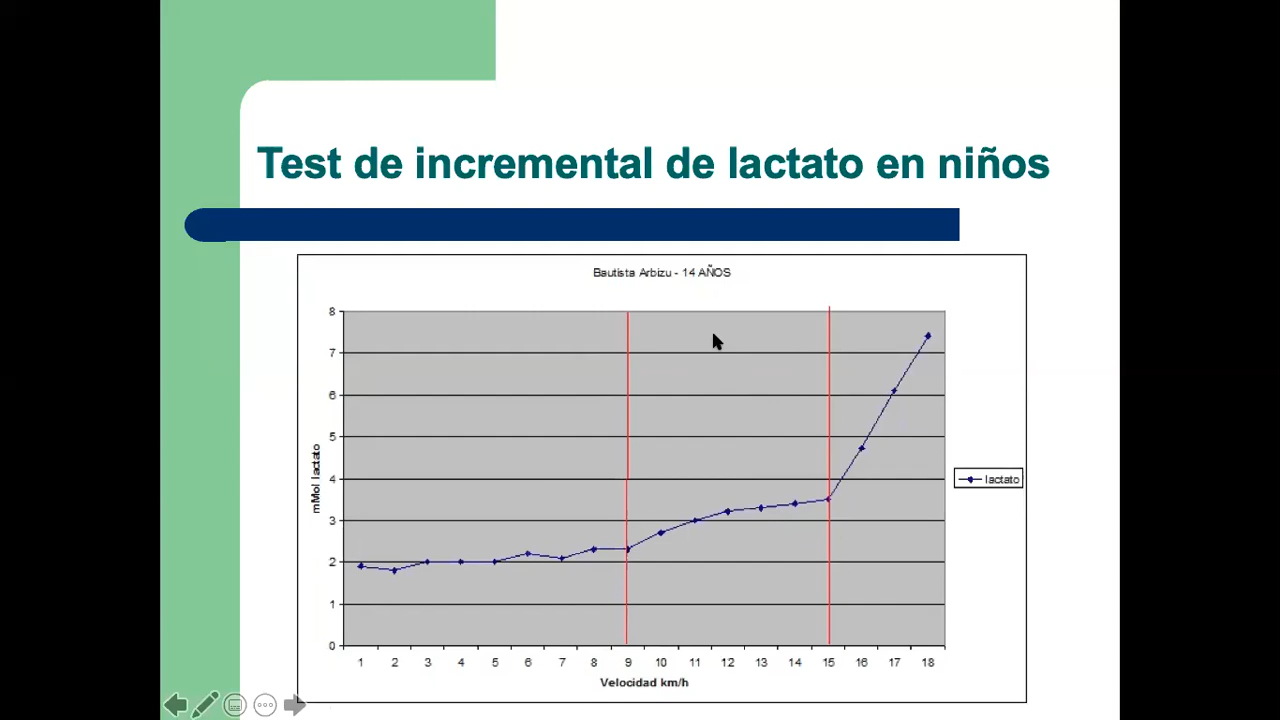 Test de incremental de lactato en niños
Bautista Arbizu - 14 AÑOS
8
7
6
5
4
3
2
1
0
mMol lactato
1 2 3 4 5 6 7 8 9 10 11 12 13 14 15 16 17 18
Velocidad km/h
lactato